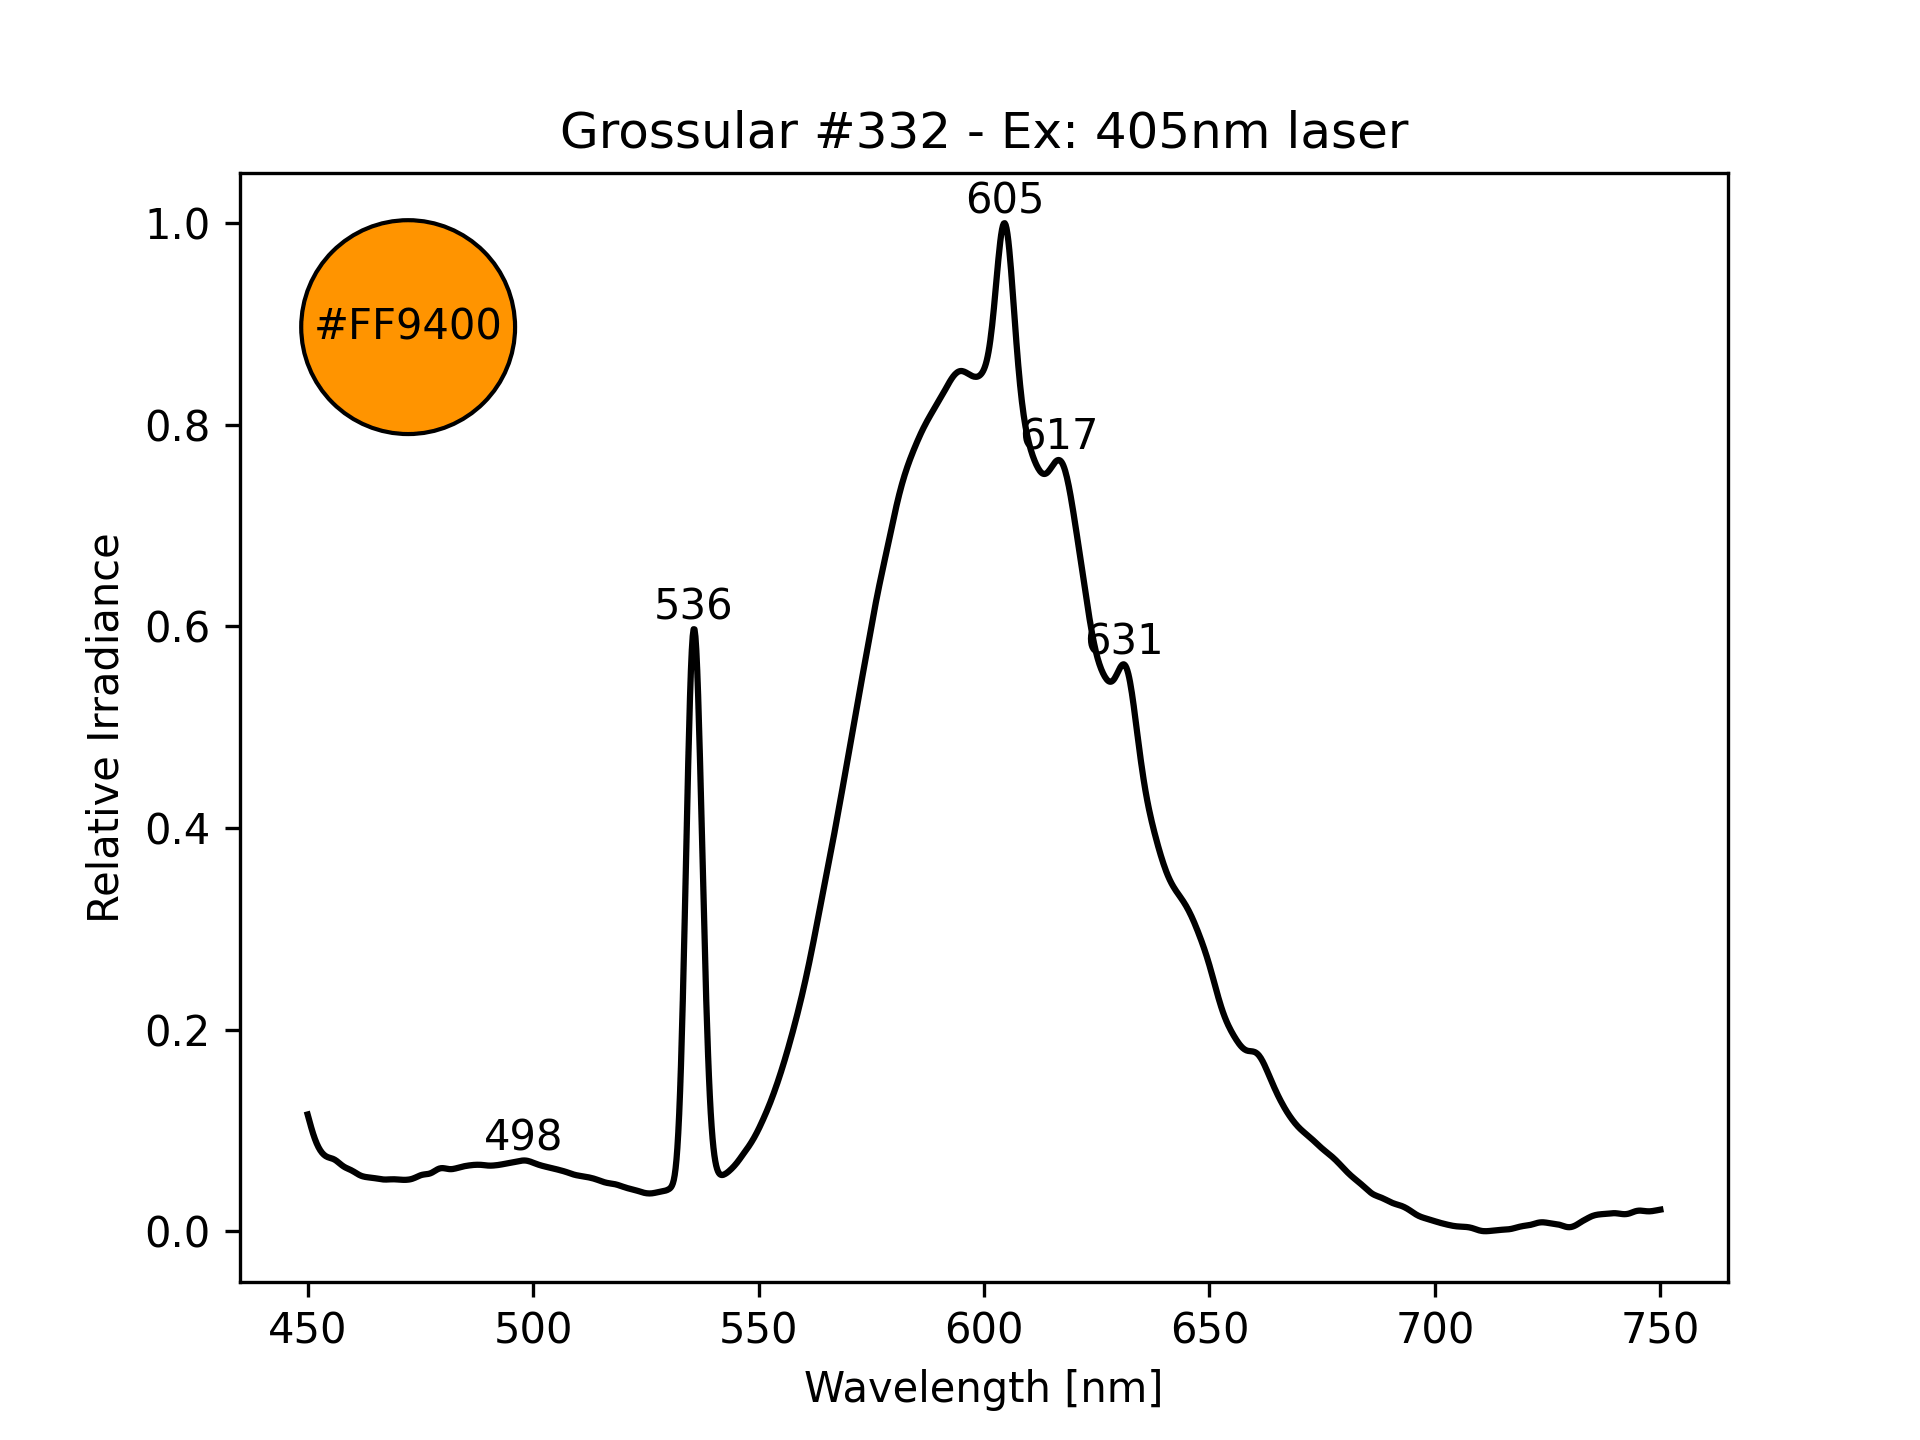 Grossular #332 - Ex: 405nm laser
#FF9400
605
617
536
631
498
Relative Irradiance
1.0
0.8
0.6
0.4
0.2
0.0
450 500 550 600 650 700 750
Wavelength [nm]